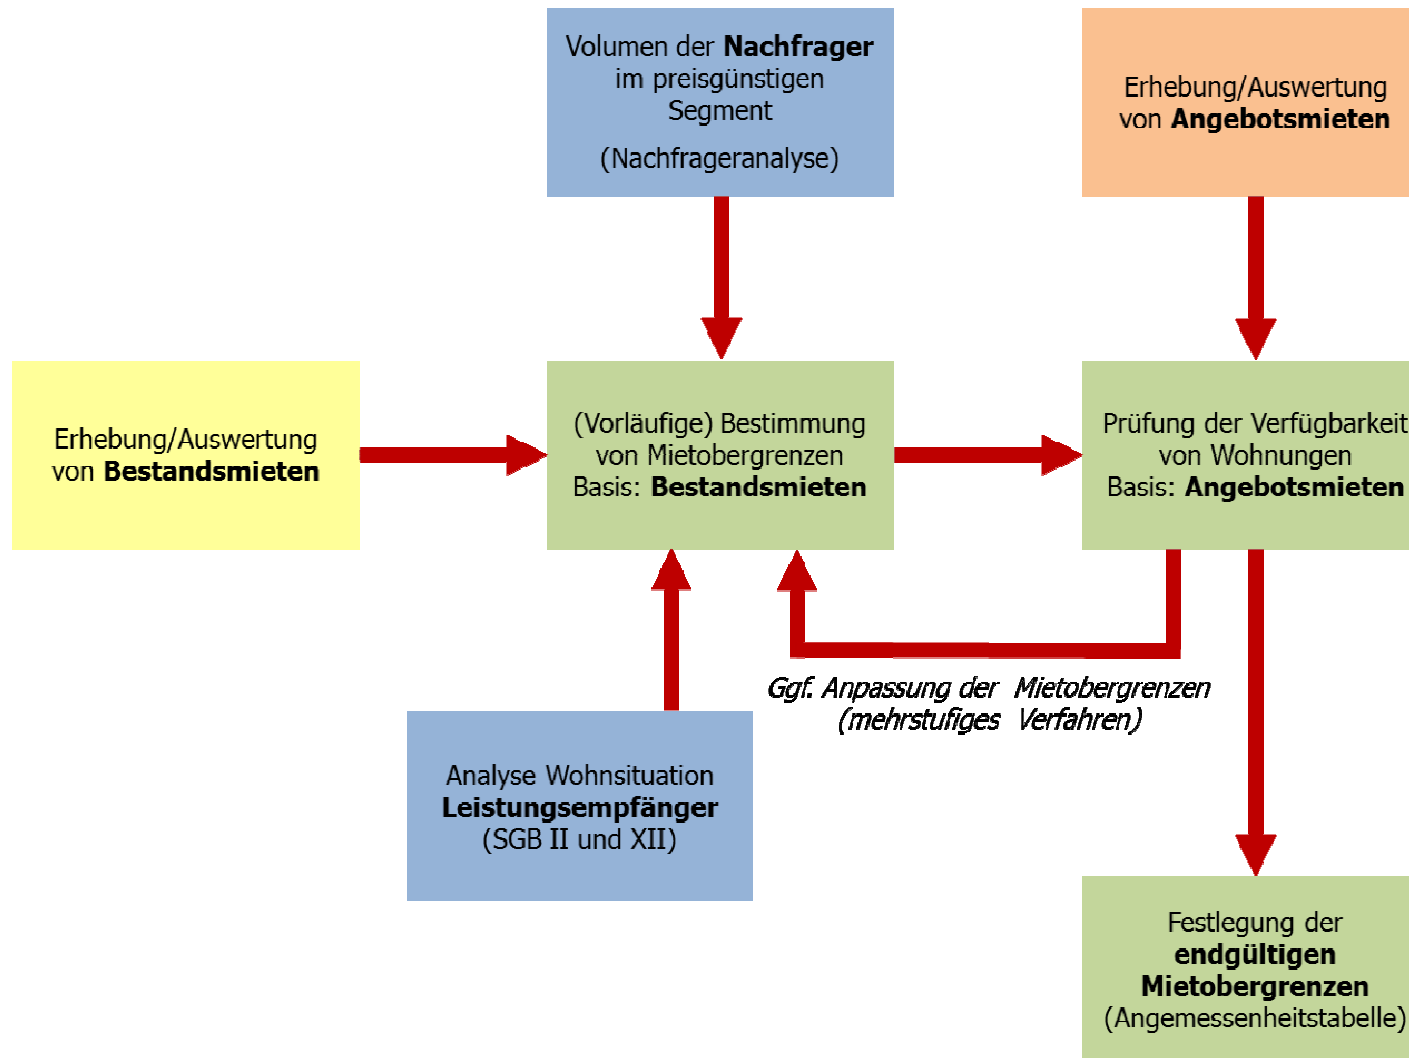 Volumen der Nachfrager
im preisgünstigen
Segment
(Nachfrageranalyse)
Erhebung/Auswertung
von Angebotsmieten
Erhebung/Auswertung
von Bestandsmieten
(Vorläufige) Bestimmung
von Mietobergrenzen
Basis: Bestandsmieten
Prüfung der Verfügbarkeit
von Wohnungen
Basis: Angebotsmieten
Ggf. Anpassung der Mietobergrenzen
(mehrstufiges Verfahren)
Analyse Wohnsituation
Leistungsempfänger
(SGB II und XII)
Festlegung der
endgültigen
Mietobergrenzen
(Angemessenheitstabelle)